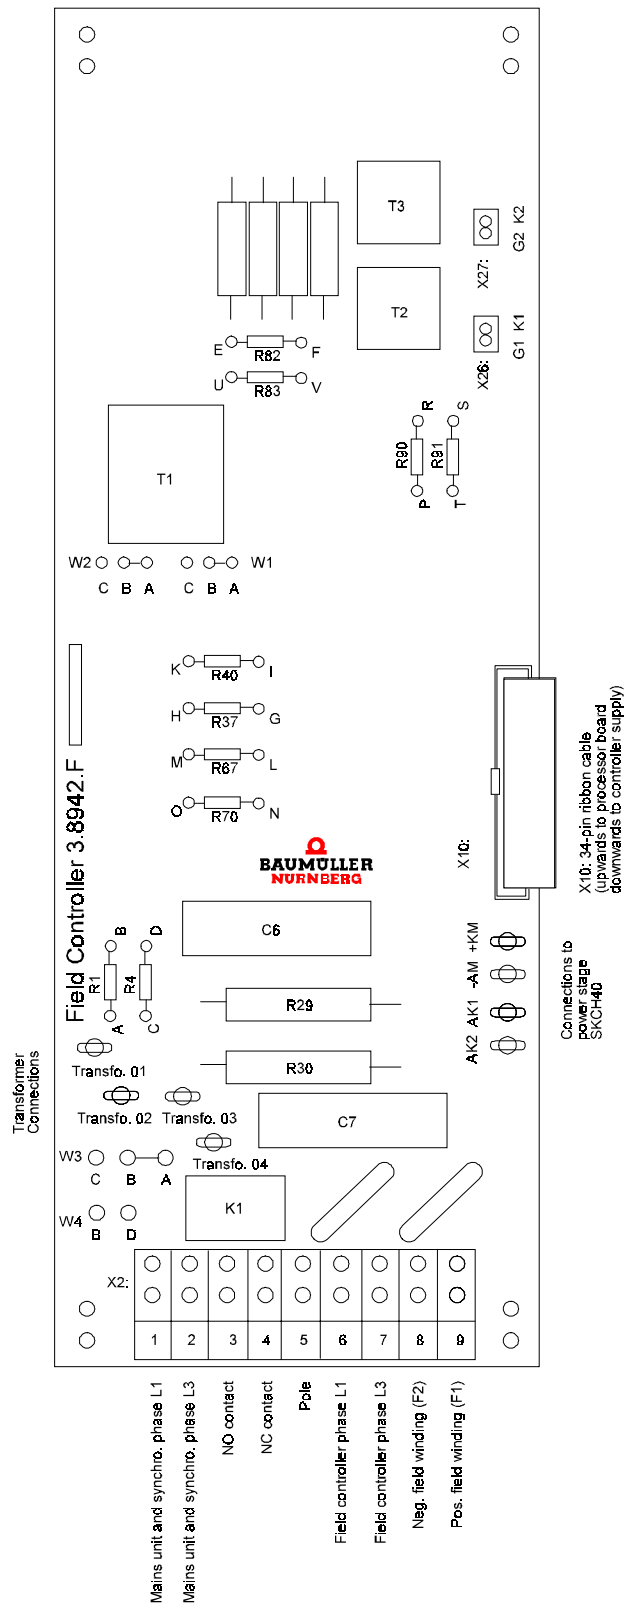 T3
K2
G2
X27:
T2
K1
G1
X26:
E
R82
F
U
R83
V
R
S
R90
R91
P
T
T1
W2
C
B
A
C
B
A
W1
K
R40
I
H
R37
G
M
R67
L
O
R70
N
X10:
X10: 34-pin ribbon cable
(upwards to processor board
downwards to controller supply)
Field Controller 3.8942.F
BAUMÜLLER
NÜRNBERG
C6
B
D
R1
R4
A
C
+KM
-AM
AK1
AK2
Connections to
power stage
SKCH40
R29
R30
Transformer
Connections
Transfo. 01
Transfo. 02
Transfo. 03
Transfo. 04
C7
W3
C
B
A
W4
B
D
K1
X2:
1
2
3
4
5
6
7
8
9
Mains unit and synchro. phase L1
Mains unit and synchro. phase L3
NO contact
NC contact
Pole
Field controller phase L1
Field controller phase L3
Neg. field winding (F2)
Pos. field winding (F1)